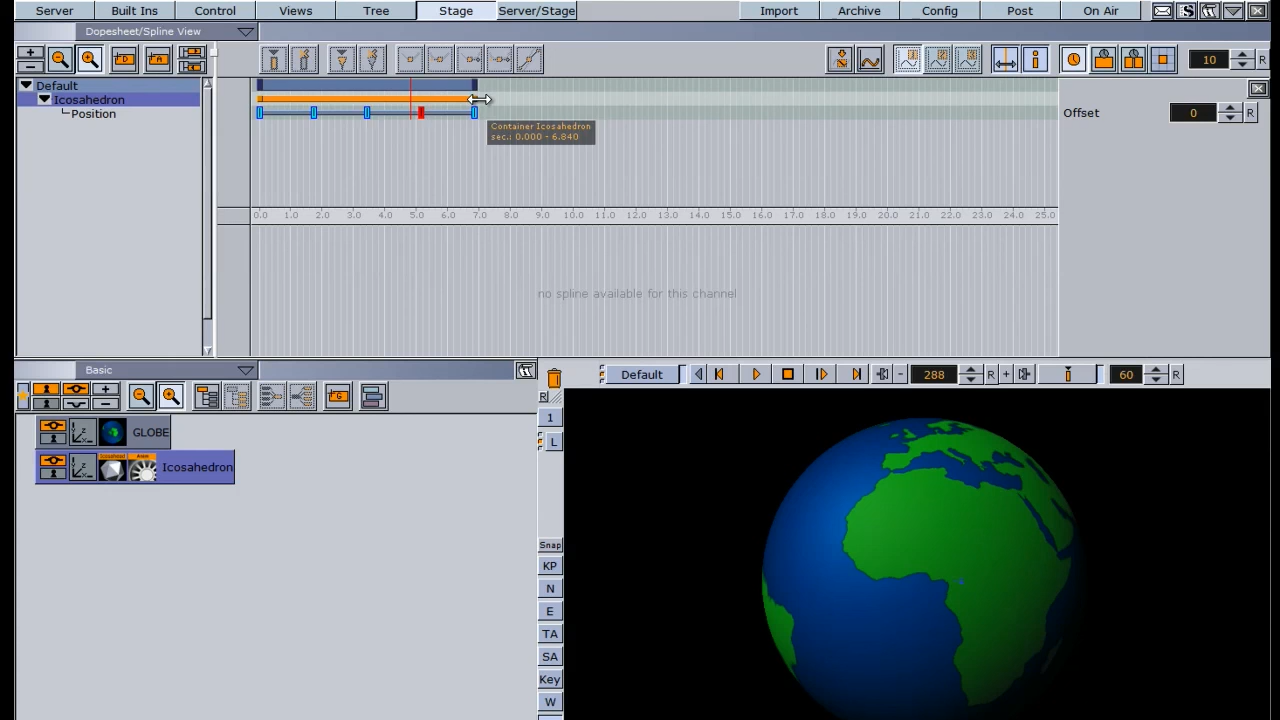 Server Built Ins Control Views Tree Stage Server/Stage Import Archive Config Post On Air
Dopesheet/Spline View
10 R
Default
Icosahedron
Position
Offset 0 R
Container Icosahedron
sec.: 0.000 - 6.840
0.0 1.0 2.0 3.0 4.0 5.0 6.0 7.0 8.0 9.0 10.0 11.0 12.0 13.0 14.0 15.0 16.0 17.0 18.0 19.0 20.0 21.0 22.0 23.0 24.0 25.0
no spline available for this channel
Basic
Default 288 R 60 R
R
1
L
GLOBE
Icosahedron
Snap
KP
N
E
TA
SA
Key
W